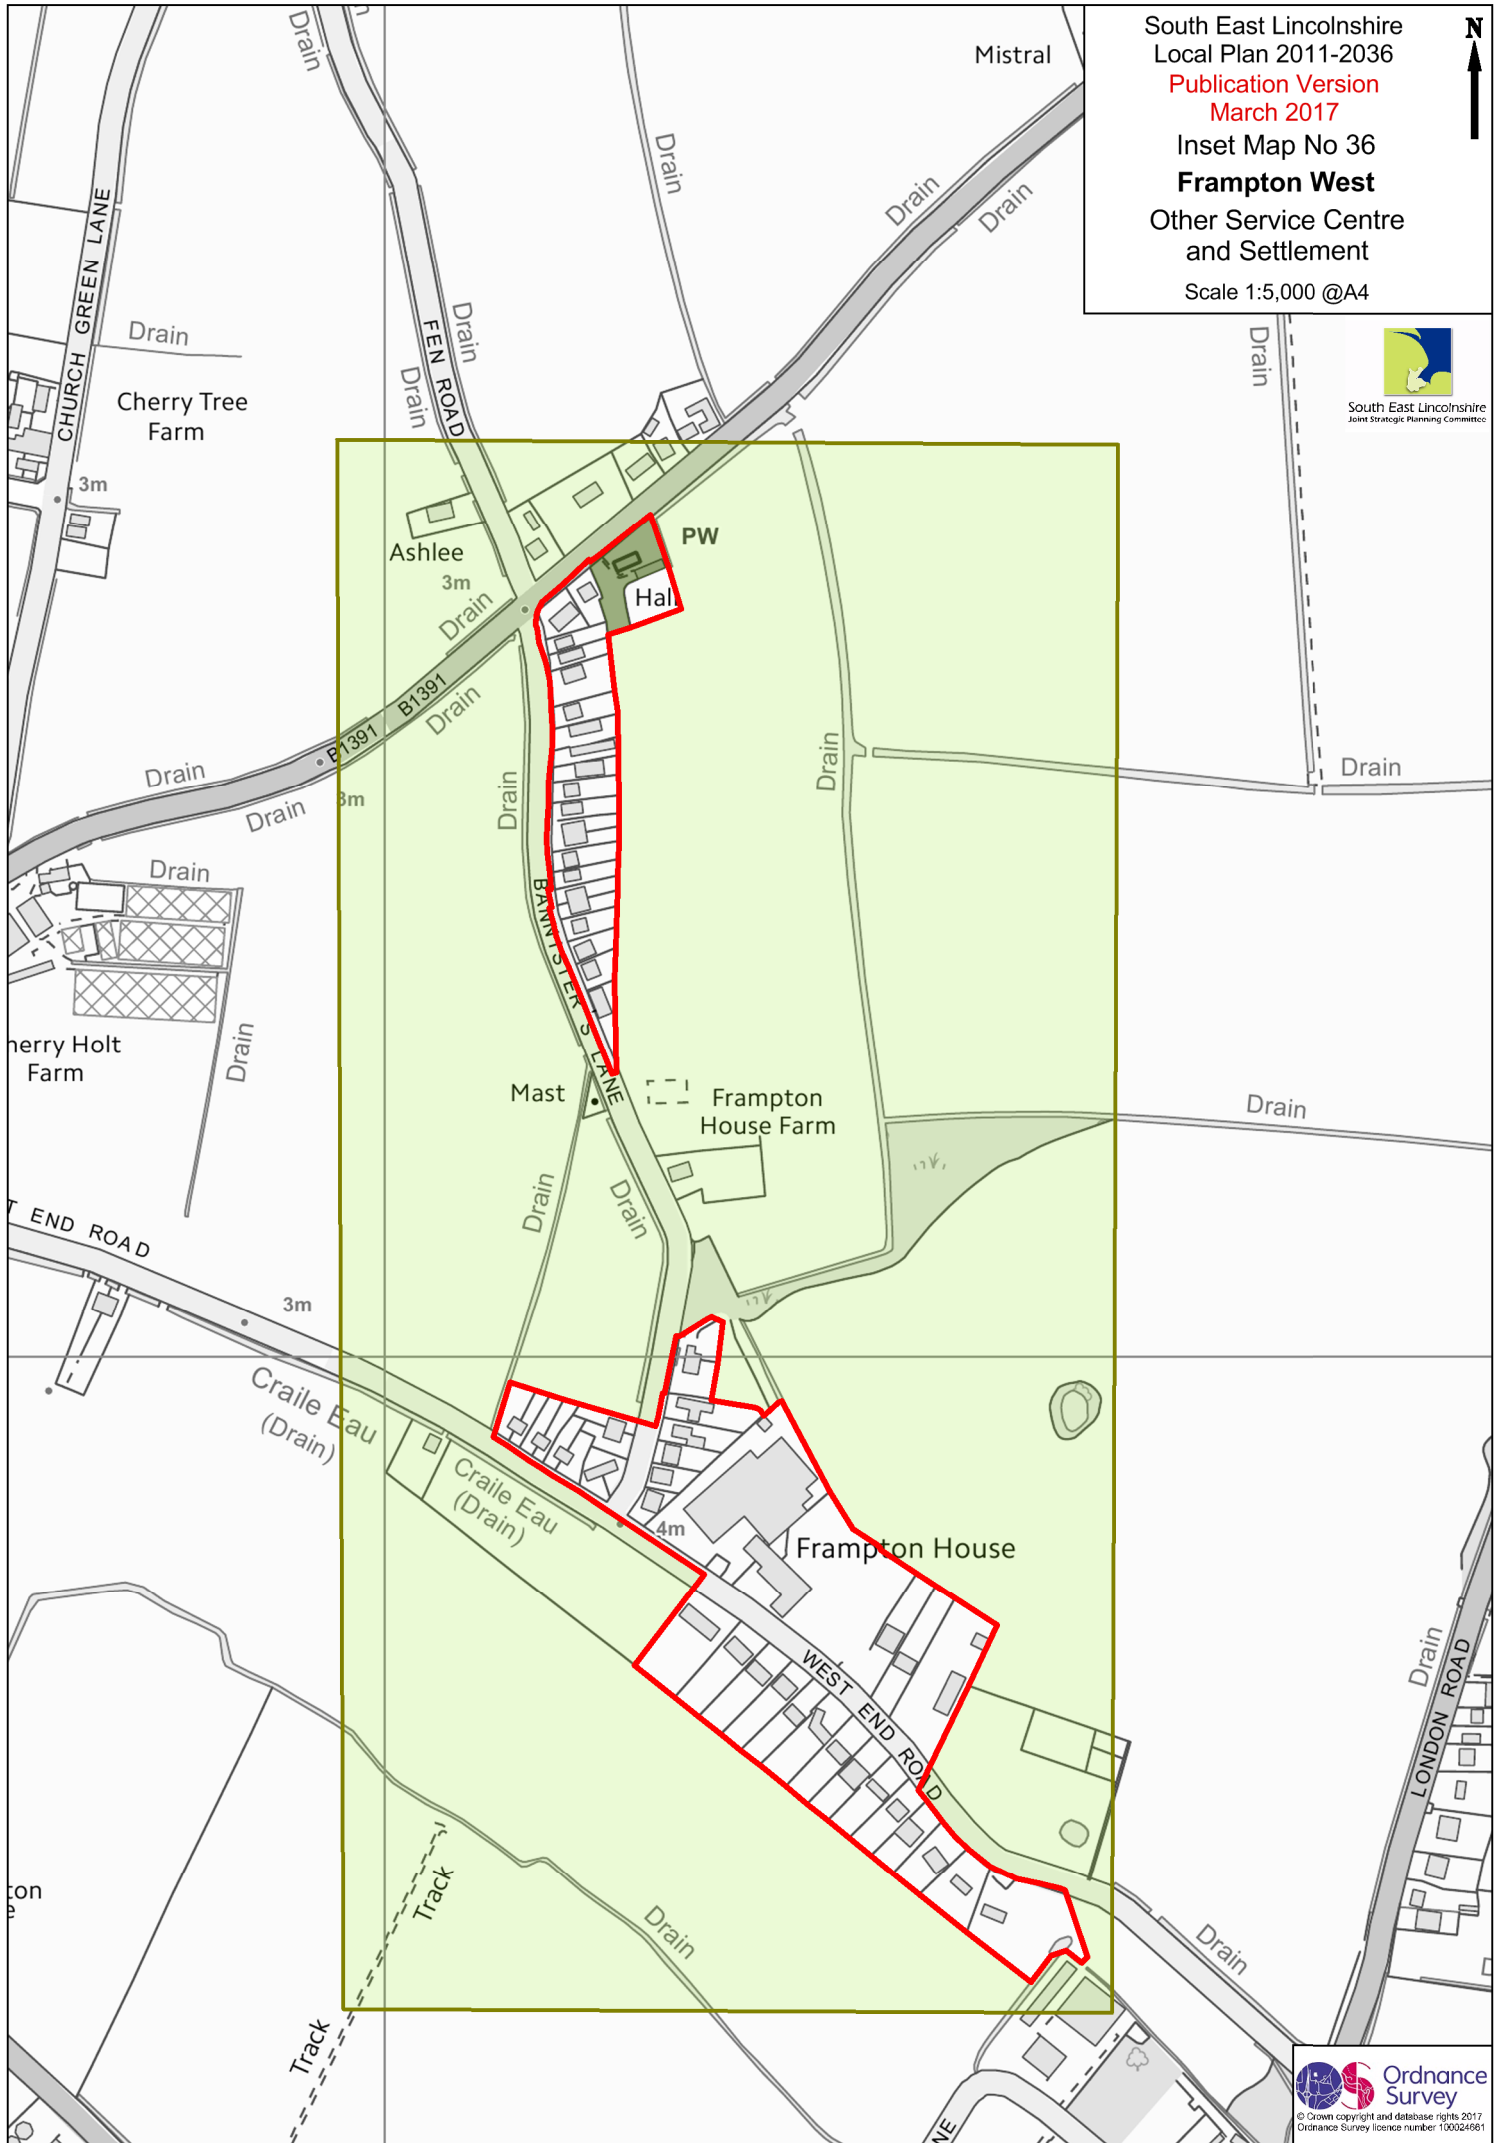 South East Lincolnshire
Local Plan 2011-2036
Publication Version
March 2017
Inset Map No 36
Frampton West
Other Service Centre
and Settlement
Scale 1:5,000 @A4
N
South East Lincolnshire
Joint Strategic Planning Committee
Mistral
Drain
Drain
Drain
Drain
CHURCH GREEN LANE
FEN ROAD
Drain
Drain
Drain
Drain
Cherry Tree
Farm
3m
Ashlee
3m
PW
Hall
Drain
B1391
B1391
Drain
Drain
Drain
3m
Drain
Drain
Drain
Drain
BANNISTER'S LANE
Drain
herry Holt
Farm
Mast
Frampton
House Farm
Drain
Drain
Drain
T END ROAD
3m
Craile Eau
(Drain)
Craile Eau
(Drain)
4m
Frampton House
WEST END ROAD
Drain
LONDON ROAD
Track
Track
Drain
Drain
ton
e
NE
Ordnance
Survey
© Crown copyright and database rights 2017
Ordnance Survey licence number 100024661